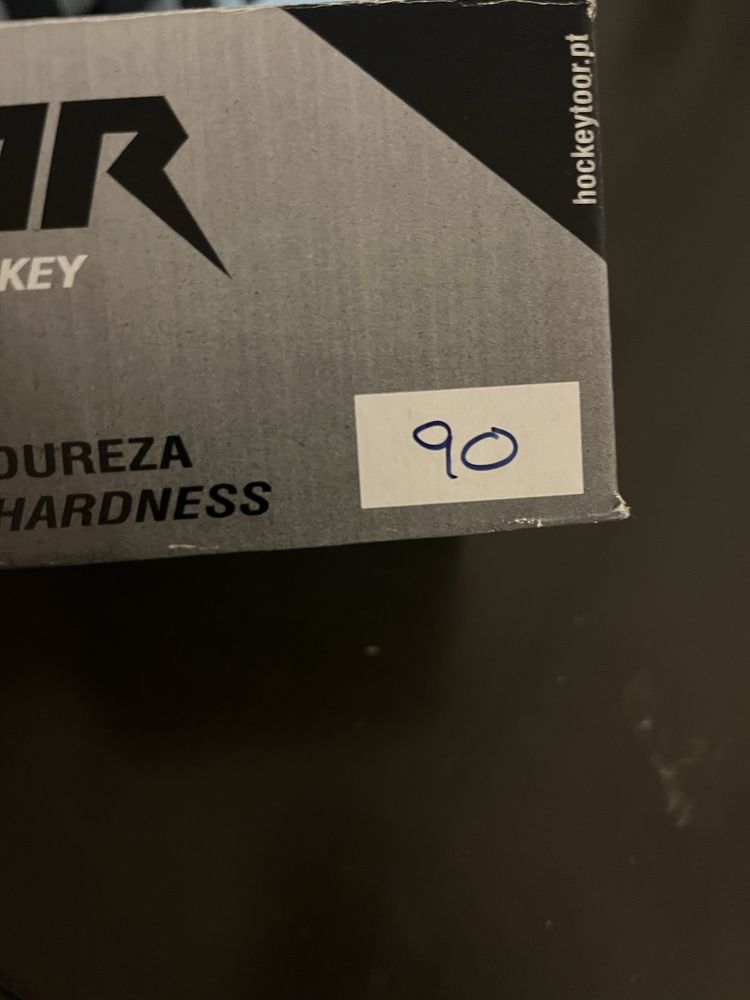 hockeytoor.pt
KEY
DUREZA
HARDNESS
90